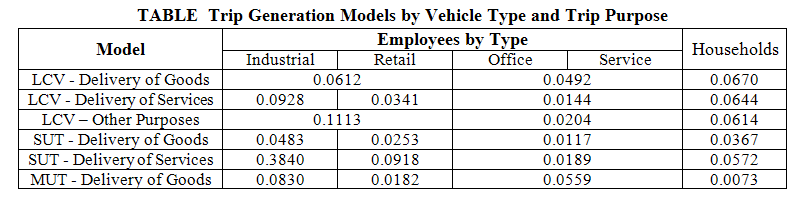 TABLE Trip Generation Models by Vehicle Type and Trip Purpose
Model Employees by Type Households
Industrial Retail Office Service
LCV - Delivery of Goods 0.0612 0.0492 0.0670
LCV - Delivery of Services 0.0928 0.0341 0.0144 0.0644
LCV – Other Purposes 0.1113 0.0204 0.0614
SUT - Delivery of Goods 0.0483 0.0253 0.0117 0.0367
SUT - Delivery of Services 0.3840 0.0918 0.0189 0.0572
MUT - Delivery of Goods 0.0830 0.0182 0.0559 0.0073